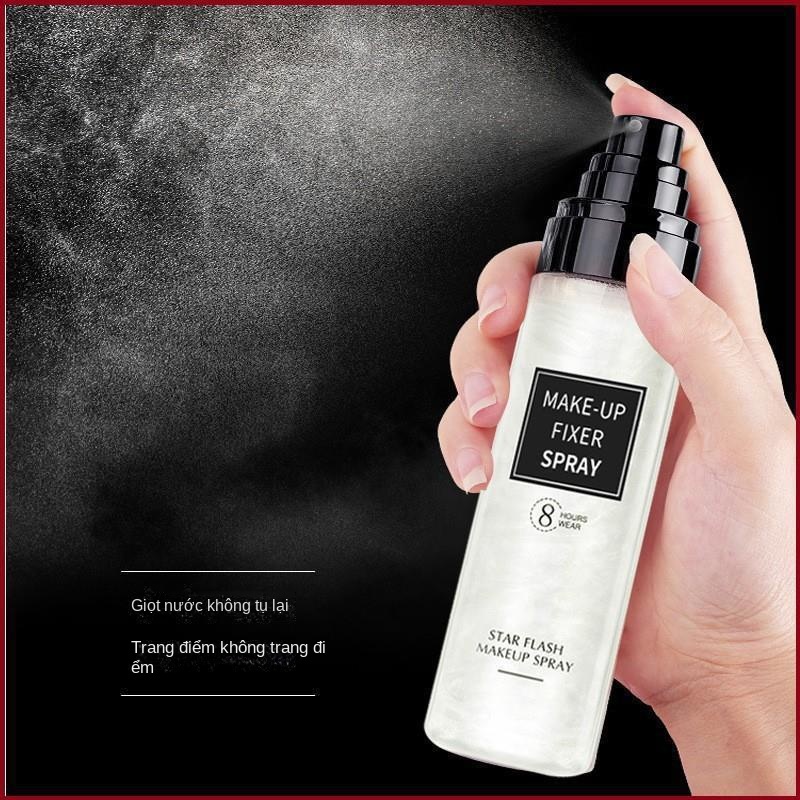 MAKE-UP
FIXER
SPRAY
8 HOURS
WEAR
STAR FLASH
MAKEUP SPRAY
Giọt nước không tụ lại
Trang điểm không trang đi
ểm